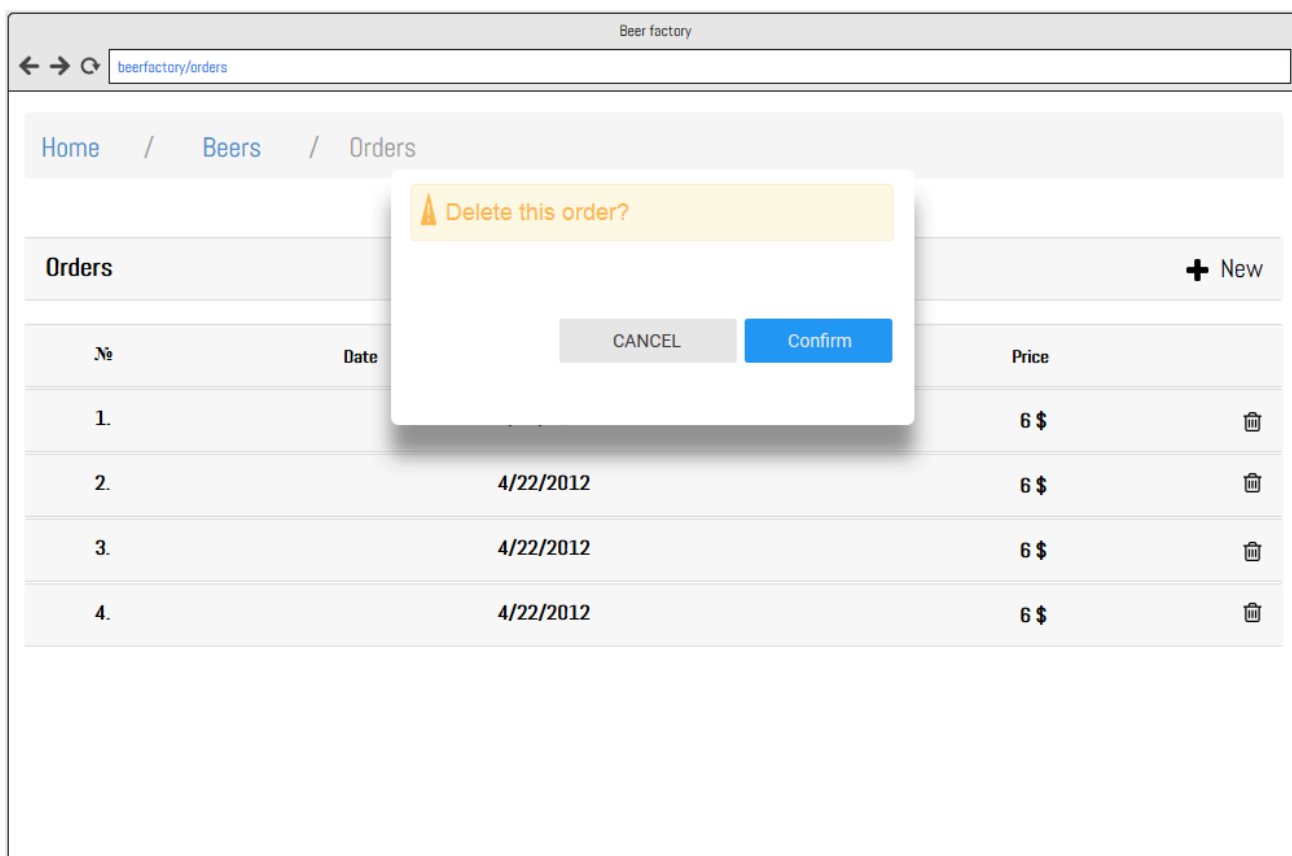 Beer factory
beerfactory/orders
Home / Beers / Orders
Delete this order?
CANCEL Confirm
Orders New
№ Date Price
1. 6 $
2. 4/22/2012 6 $
3. 4/22/2012 6 $
4. 4/22/2012 6 $